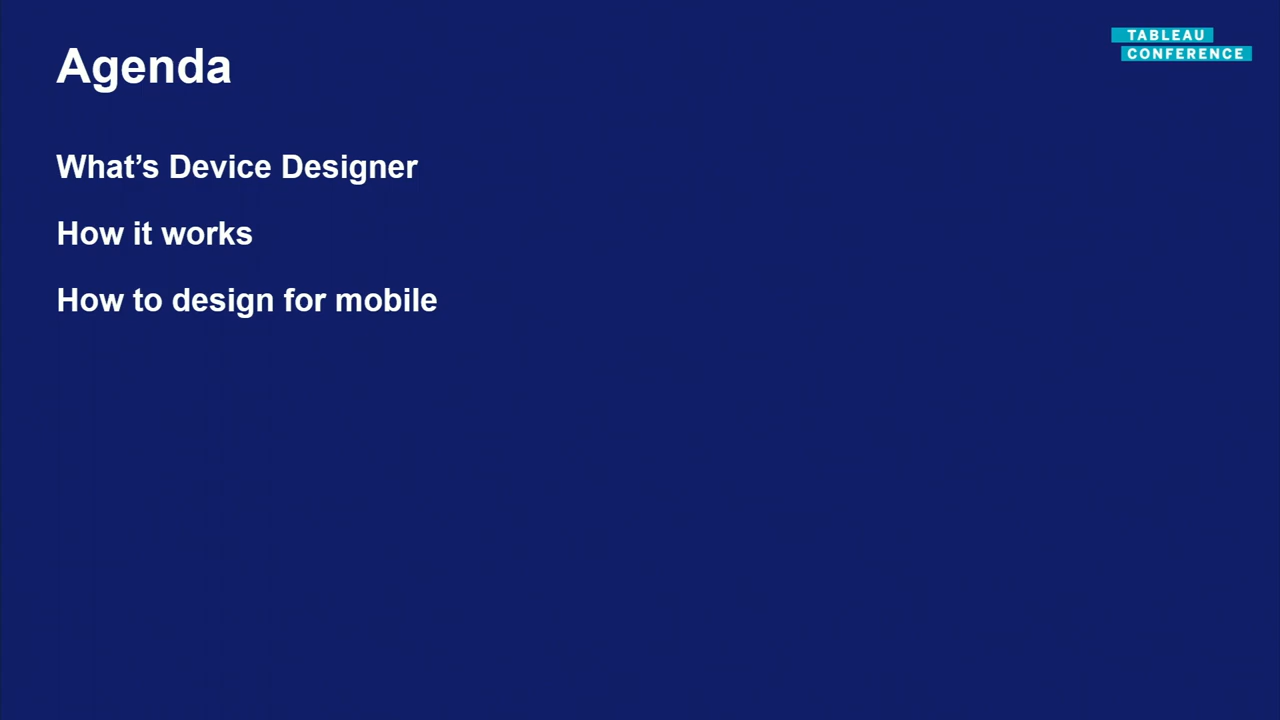 Agenda
TABLEAU
CONFERENCE
What’s Device Designer
How it works
How to design for mobile